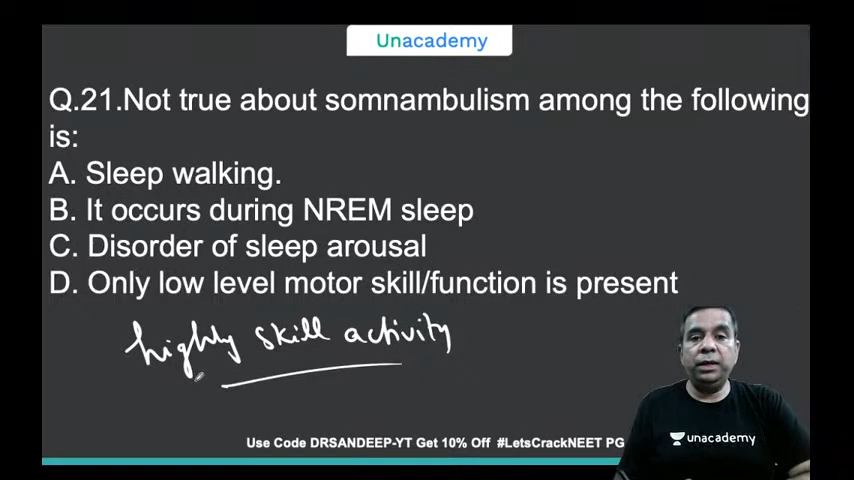 Unacademy
Q.21.Not true about somnambulism among the following
is:
A. Sleep walking.
B. It occurs during NREM sleep
C. Disorder of sleep arousal
D. Only low level motor skill/function is present
highly skill activity
unacademy
Use Code DRSANDEEP-YT Get 10% Off #LetsCrackNEET PG